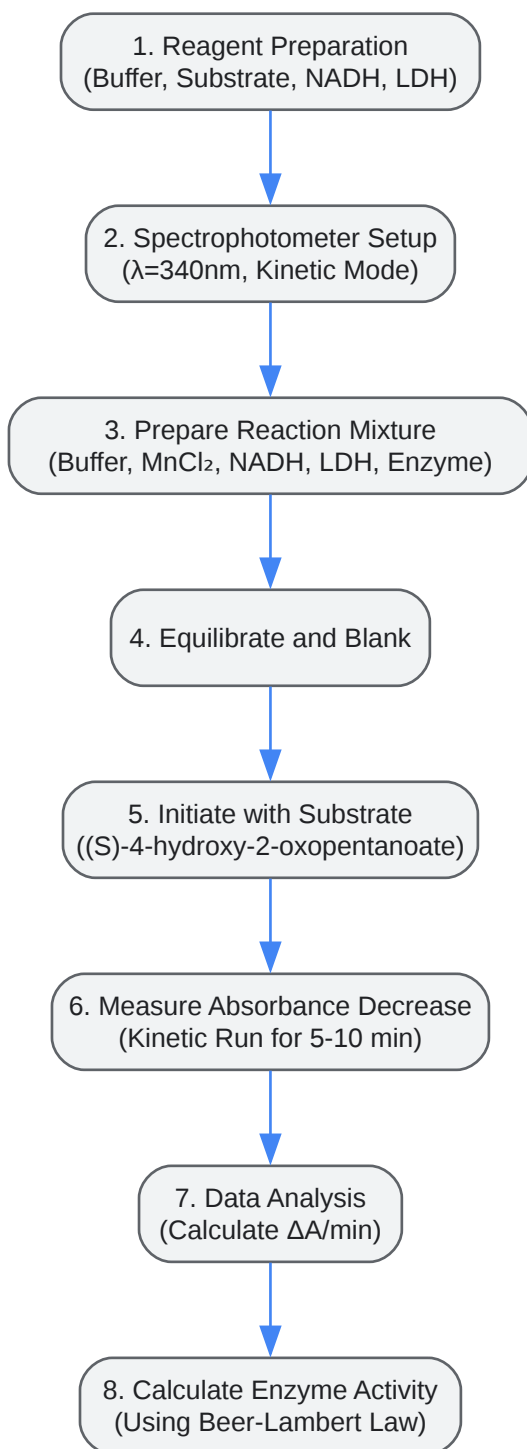 1. Reagent Preparation
(Buffer, Substrate, NADH, LDH)
2. Spectrophotometer Setup
(λ=340nm, Kinetic Mode)
3. Prepare Reaction Mixture
(Buffer, MnCl₂, NADH, LDH, Enzyme)
4. Equilibrate and Blank
5. Initiate with Substrate
((S)-4-hydroxy-2-oxopentanoate)
6. Measure Absorbance Decrease
(Kinetic Run for 5-10 min)
7. Data Analysis
(Calculate ΔA/min)
8. Calculate Enzyme Activity
(Using Beer-Lambert Law)